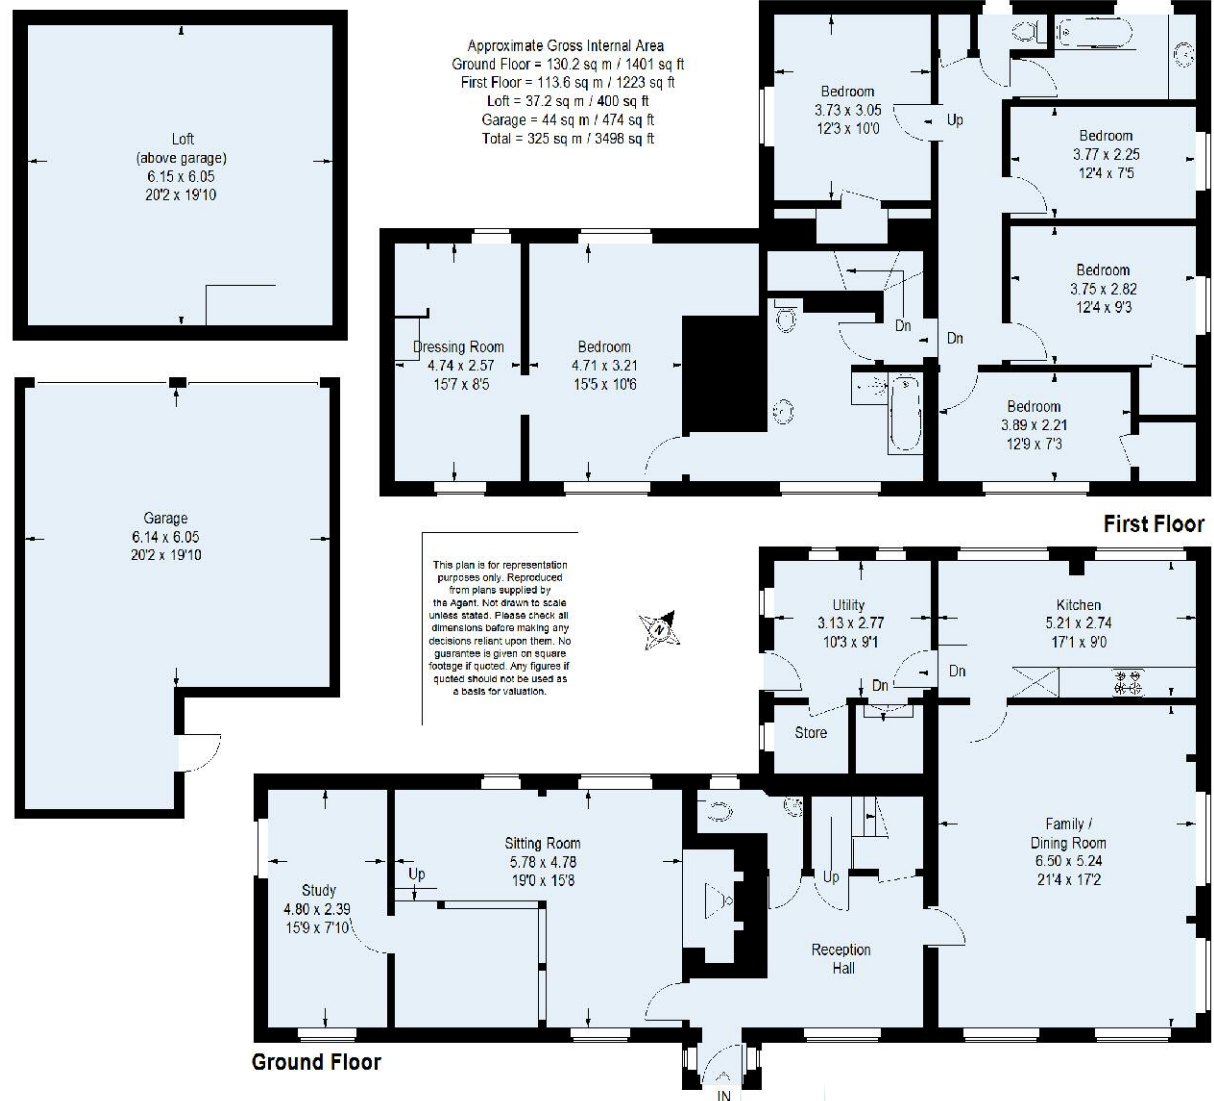 Approximate Gross Internal Area
Ground Floor = 130.2 sq m / 1401 sq ft
First Floor = 113.6 sq m / 1223 sq ft
Loft = 37.2 sq m / 400 sq ft
Garage = 44 sq m / 474 sq ft
Total = 325 sq m / 3498 sq ft
Loft
(above garage)
6.15 x 6.05
20'2 x 19'10
Bedroom
3.73 x 3.05
12'3 x 10'0
Up
Bedroom
3.77 x 2.25
12'4 x 7'5
Bedroom
3.75 x 2.82
12'4 x 9'3
Dn
Dn
Dressing Room
4.74 x 2.57
15'7 x 8'5
Bedroom
4.71 x 3.21
15'5 x 10'6
Bedroom
3.89 x 2.21
12'9 x 7'3
First Floor
Garage
6.14 x 6.05
20'2 x 19'10
This plan is for representation
purposes only. Reproduced
from plans supplied by
the Agent. Not drawn to scale
unless stated. Please check all
dimensions before making any
decisions reliant upon them. No
guarantee is given on square
footage if quoted. Any figures if
quoted should not be used as
a basis for valuation.
N
Utility
3.13 x 2.77
10'3 x 9'1
Kitchen
5.21 x 2.74
17'1 x 9'0
Dn
Dn
Store
Family /
Dining Room
6.50 x 5.24
21'4 x 17'2
Sitting Room
5.78 x 4.78
19'0 x 15'8
Up
Up
Study
4.80 x 2.39
15'9 x 7'10
Reception
Hall
Ground Floor
IN